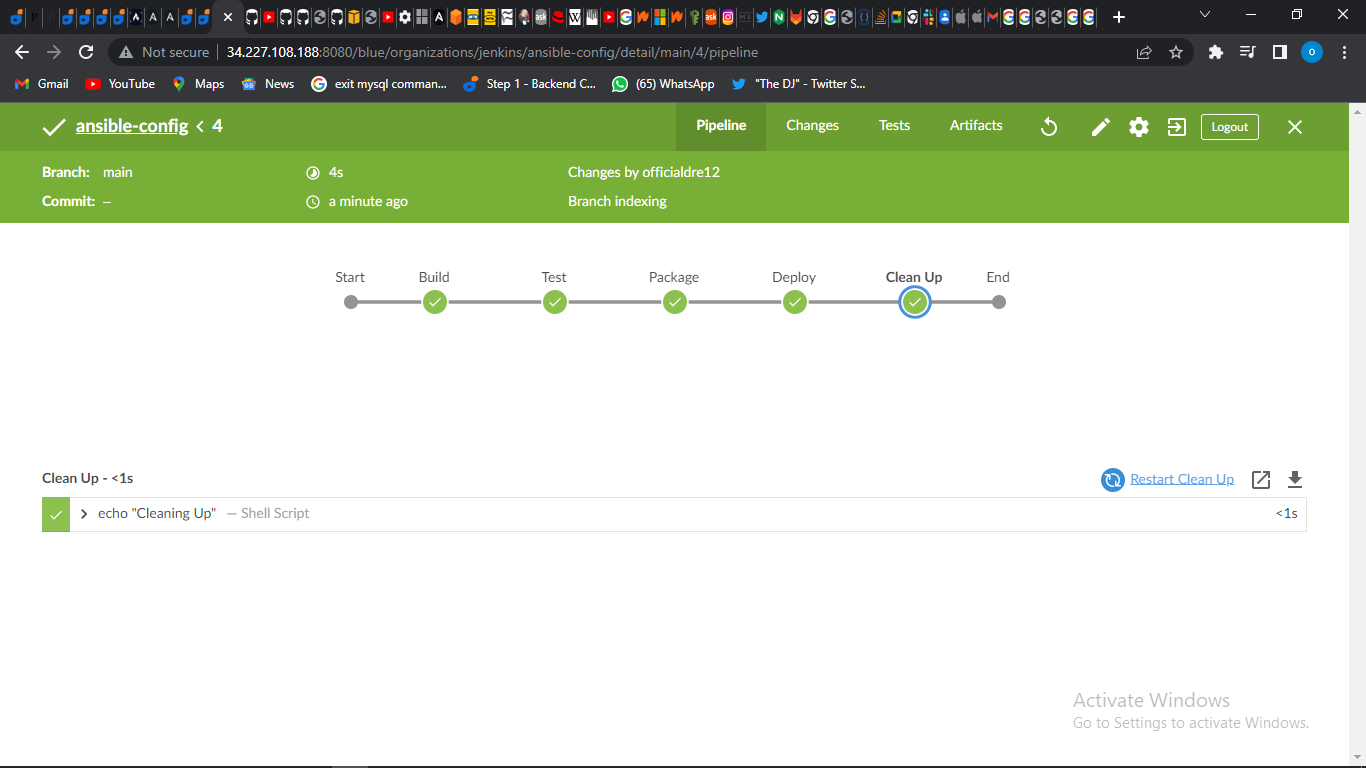 Not secure 34.227.108.188:8080/blue/organizations/jenkins/ansible-config/detail/main/4/pipeline
Gmail YouTube Maps News exit mysql comman... Step 1 - Backend C... (65) WhatsApp "The DJ" - Twitter S...
ansible-config < 4 Pipeline Changes Tests Artifacts Logout
Branch: main 4s Changes by officialdre12
Commit: – a minute ago Branch indexing
Start Build Test Package Deploy Clean Up End
Clean Up - <1s Restart Clean Up
echo "Cleaning Up" — Shell Script <1s
Activate Windows
Go to Settings to activate Windows.